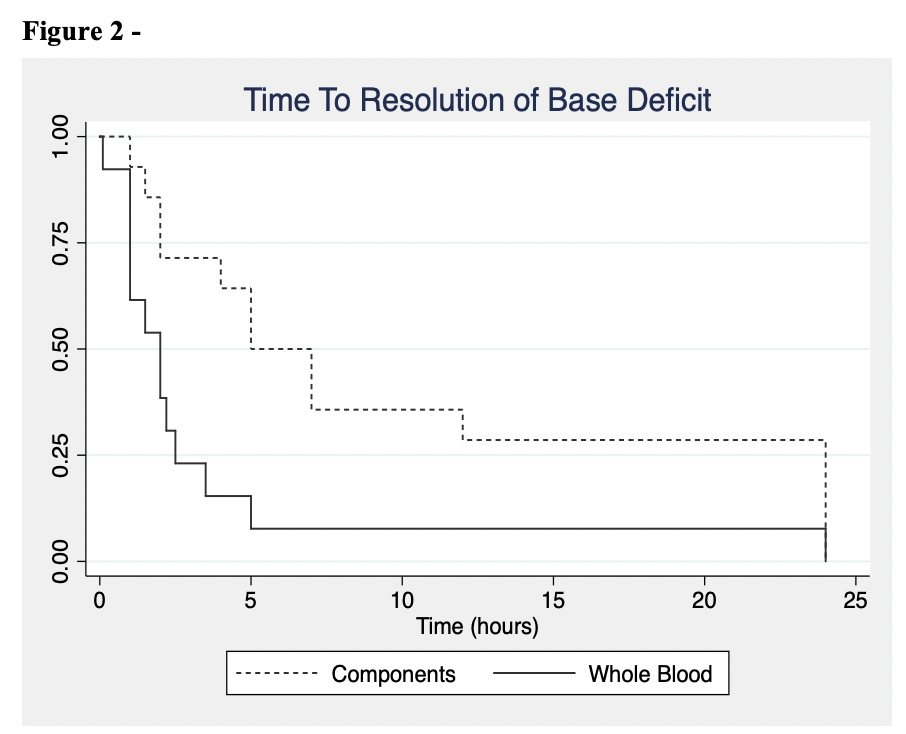 Figure 2 -
Time To Resolution of Base Deficit
1.00
0.75
0.50
0.25
0.00
0 5 10 15 20 25
Time (hours)
Components Whole Blood